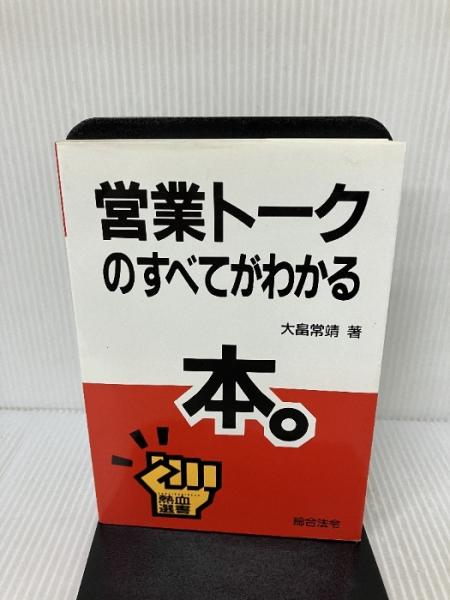 営業トーク
のすべてがわかる
大畠常靖 著
本。
熱血
選書
総合法令